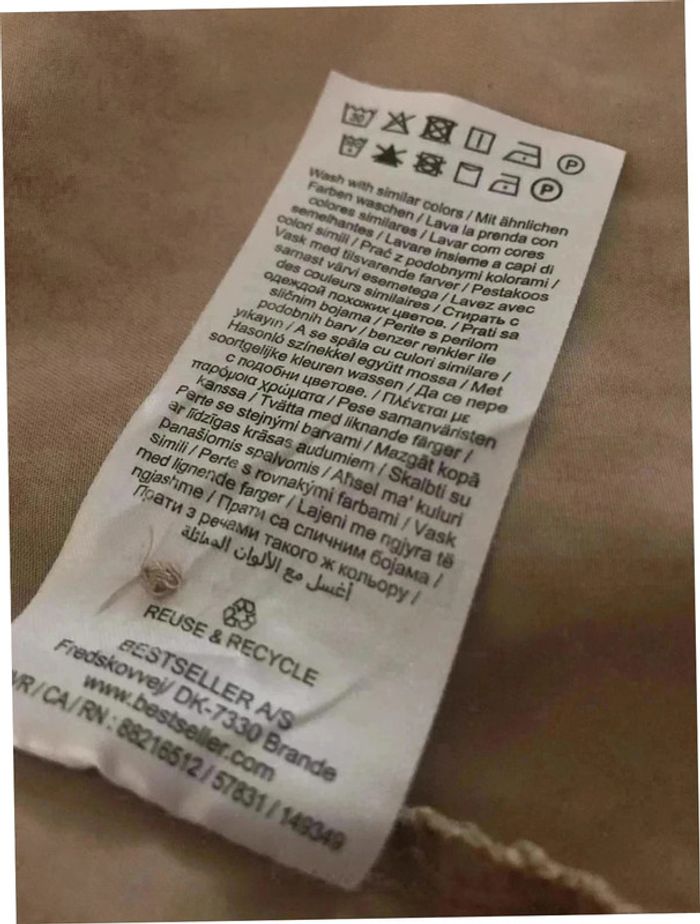 30
P
P
Wash with similar colors / Mit ähnlichen
Farben waschen / Lava la prenda con
colores similares / Lavar com cores
semelhantes / Lavare insieme a capi di
colori simili / Prać z podobnymi kolorami /
Vask med tilsvarende farver / Pestakoos
samast värvi esemetega / Lavez avec
des couleurs similaires / Стирать с
одеждой похожих цветов. / Prati sa
sličnim bojama / Perite s perilom
podobnih barv / benzer renkler ile
yıkayın / A se spăla cu culori similare /
Hasonló színekkel együtt mossa / Met
soortgelijke kleuren wassen / Да се пере
с подобни цветове. / Πλένεται με
παρόμοια χρώματα / Pese samanväristen
kanssa / Tvätta med liknande färger /
Perte se stejnými barvami / Mazgāt kopā
ar līdzīgas krāsas audumiem / Skalbti su
panašiomis spalvomis / Aħsel ma' kuluri
simili / Perte s rovnakými farbami / Vask
med lignende farger / Lajeni me ngjyra të
ngjashme / Прати са сличним бојама /
Прати з речами такого ж кольору /
أغسل مع الألوان المماثلة
REUSE & RECYCLE
BESTSELLER A/S
Fredskovvej/ DK-7330 Brande
www.bestseller.com
VR / CA / RN : 88216512 / 57831 / 149349